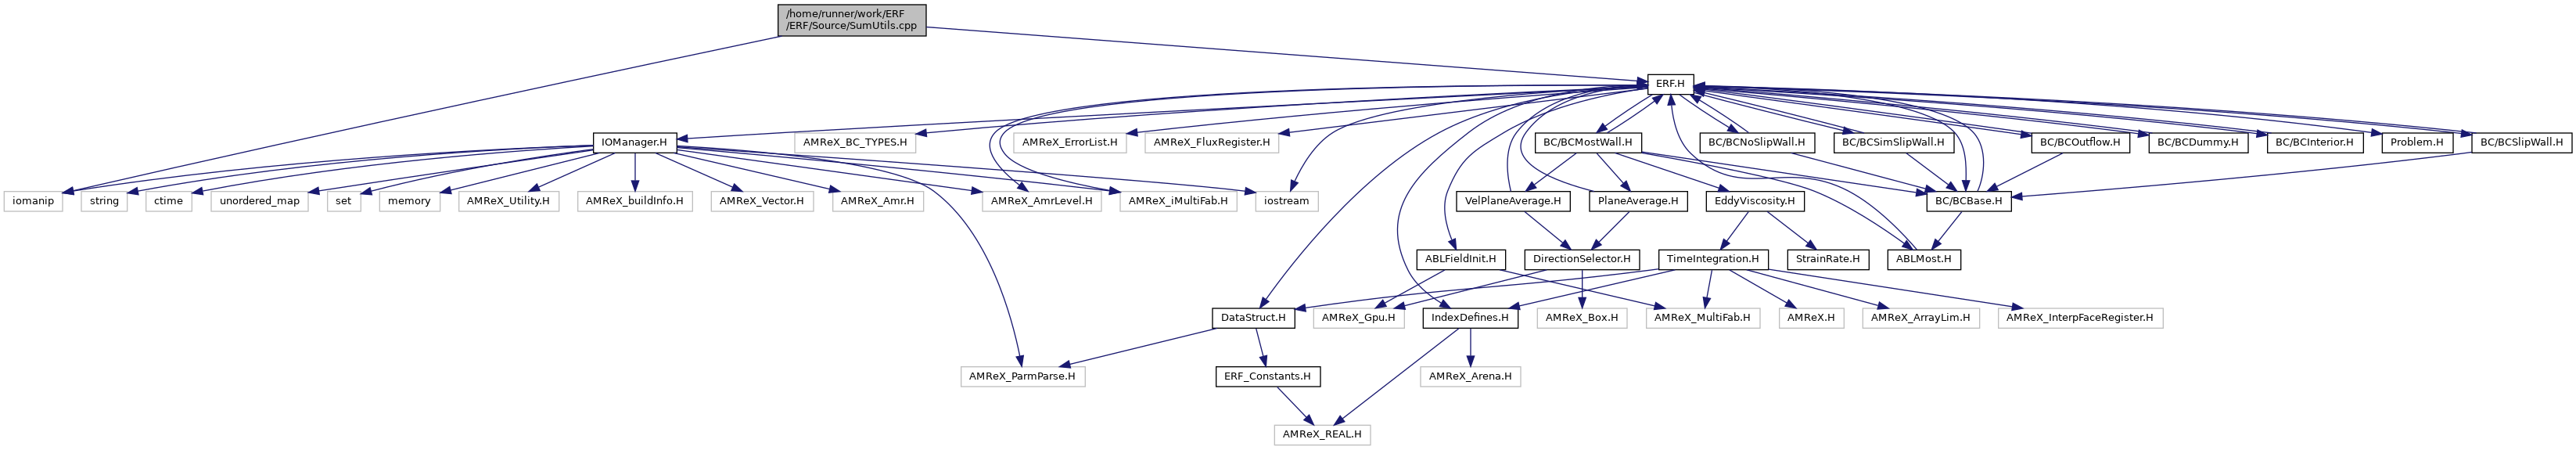 /home/runner/work/ERF
/ERF/Source/SumUtils.cpp
ERF.H
IOManager.H
AMReX_BC_TYPES.H
AMReX_ErrorList.H
AMReX_FluxRegister.H
BC/BCMostWall.H
BC/BCNoSlipWall.H
BC/BCSimSlipWall.H
BC/BCOutflow.H
BC/BCDummy.H
BC/BCInterior.H
Problem.H
BC/BCSlipWall.H
iomanip
string
ctime
unordered_map
set
memory
AMReX_Utility.H
AMReX_buildInfo.H
AMReX_Vector.H
AMReX_Amr.H
AMReX_AmrLevel.H
AMReX_iMultiFab.H
iostream
VelPlaneAverage.H
PlaneAverage.H
EddyViscosity.H
BC/BCBase.H
ABLFieldInit.H
DirectionSelector.H
TimeIntegration.H
StrainRate.H
ABLMost.H
DataStruct.H
AMReX_Gpu.H
IndexDefines.H
AMReX_Box.H
AMReX_MultiFab.H
AMReX.H
AMReX_ArrayLim.H
AMReX_InterpFaceRegister.H
AMReX_ParmParse.H
ERF_Constants.H
AMReX_Arena.H
AMReX_REAL.H